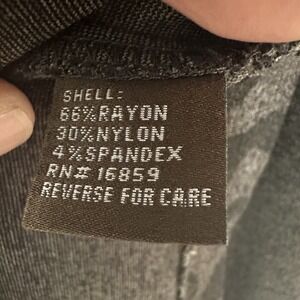 SHELL:
66%RAYON
30%NYLON
4%SPANDEX
RN# 16859
REVERSE FOR CARE